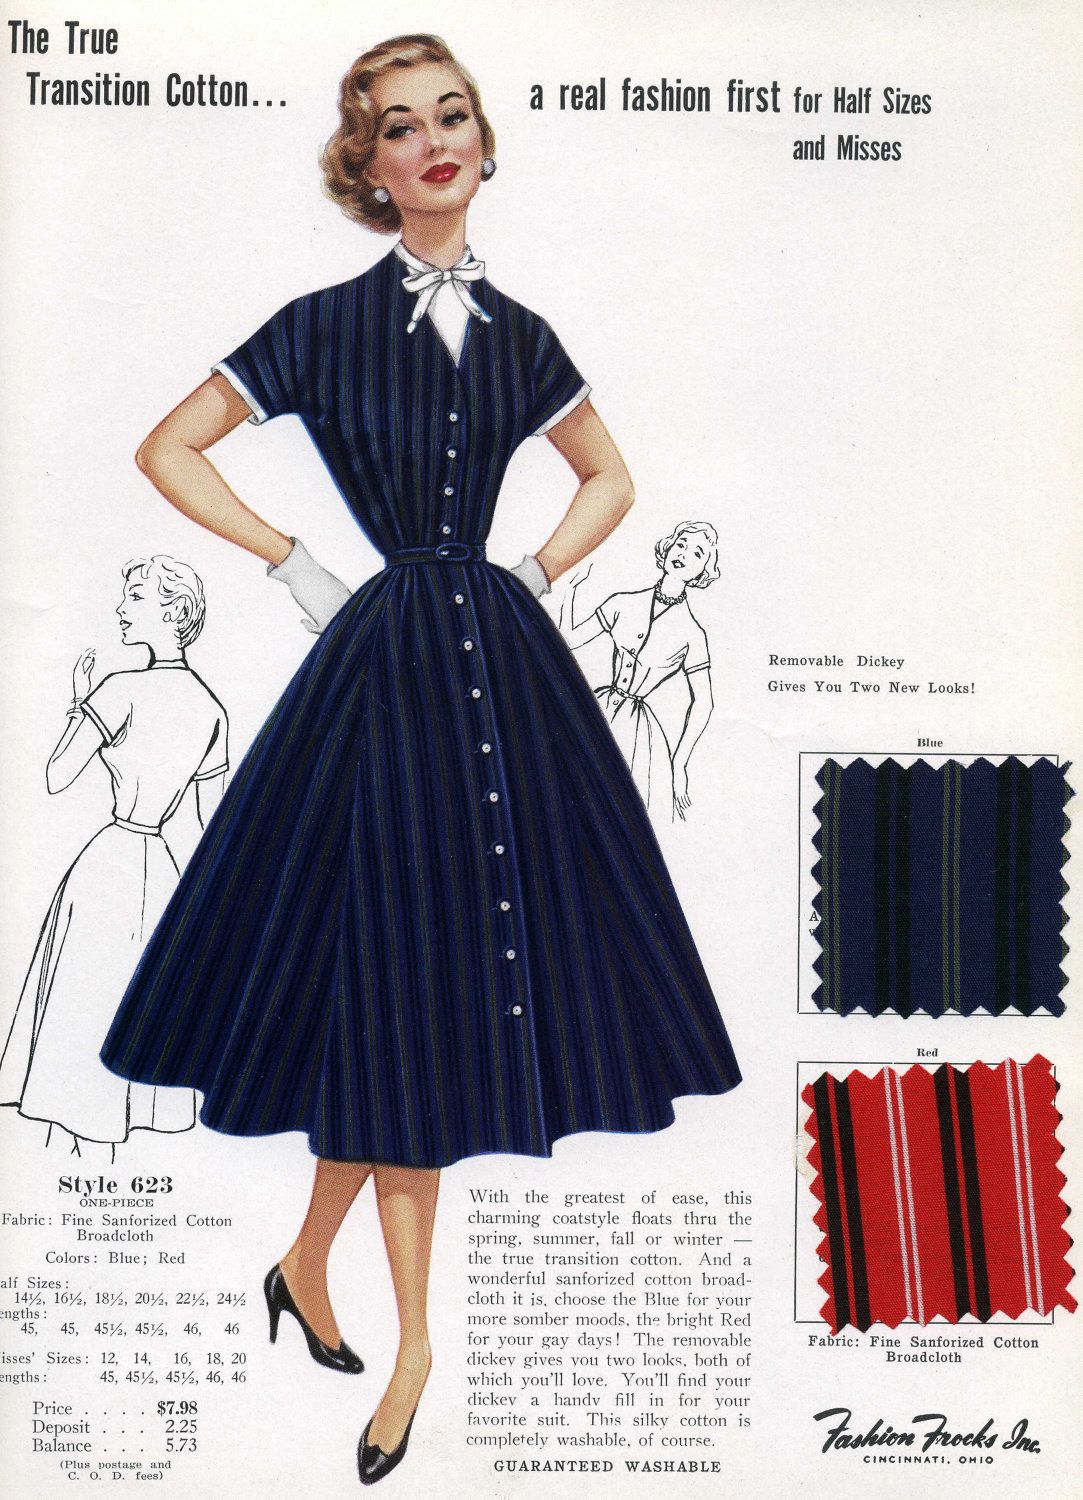 The True
Transition Cotton...
a real fashion first for Half Sizes
and Misses
Removable Dickey
Gives You Two New Looks!
Blue
Red
Fabric: Fine Sanforized Cotton
Broadcloth
Style 623
ONE-PIECE
Fabric: Fine Sanforized Cotton
Broadcloth
Colors: Blue; Red
alf Sizes:
14½, 16½, 18½, 20½, 22½, 24½
engths:
45, 45, 45½, 45½, 46, 46
isses' Sizes: 12, 14, 16, 18, 20
engths: 45, 45½, 45½, 46, 46
Price . . . . $7.98
Deposit . . . 2.25
Balance . . . 5.73
(Plus postage and
C. O. D. fees)
With the greatest of ease, this
charming coatstyle floats thru the
spring, summer, fall or winter —
the true transition cotton. And a
wonderful sanforized cotton broad-
cloth it is, choose the Blue for your
more somber moods, the bright Red
for your gay days! The removable
dickey gives you two looks, both of
which you'll love. You'll find your
dickey a handy fill in for your
favorite suit. This silky cotton is
completely washable, of course.
GUARANTEED WASHABLE
Fashion Frocks Inc.
CINCINNATI, OHIO